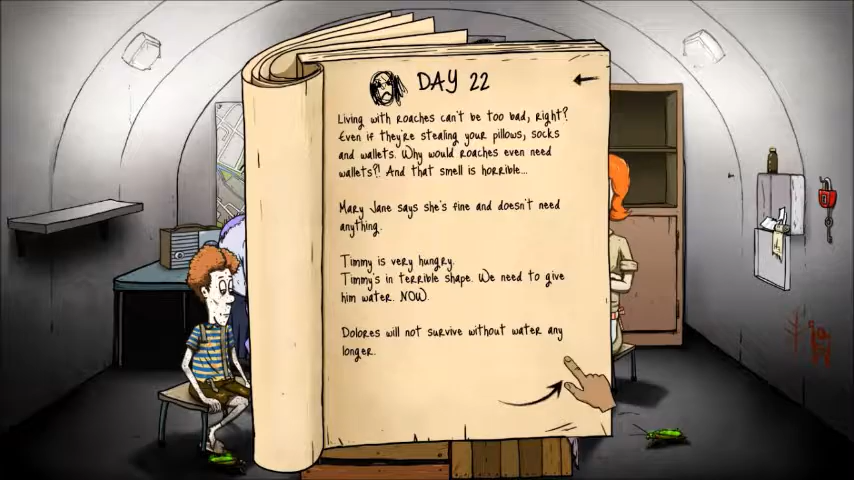 DAY 22
Living with roaches can't be too bad, right?
Even if they're stealing your pillows, socks
and wallets. Why would roaches even need
wallets?! And that smell is horrible...
Mary Jane says she's fine and doesn't need
anything.
Timmy is very hungry.
Timmy's in terrible shape. We need to give
him water. NOW.
Dolores will not survive without water any
longer.